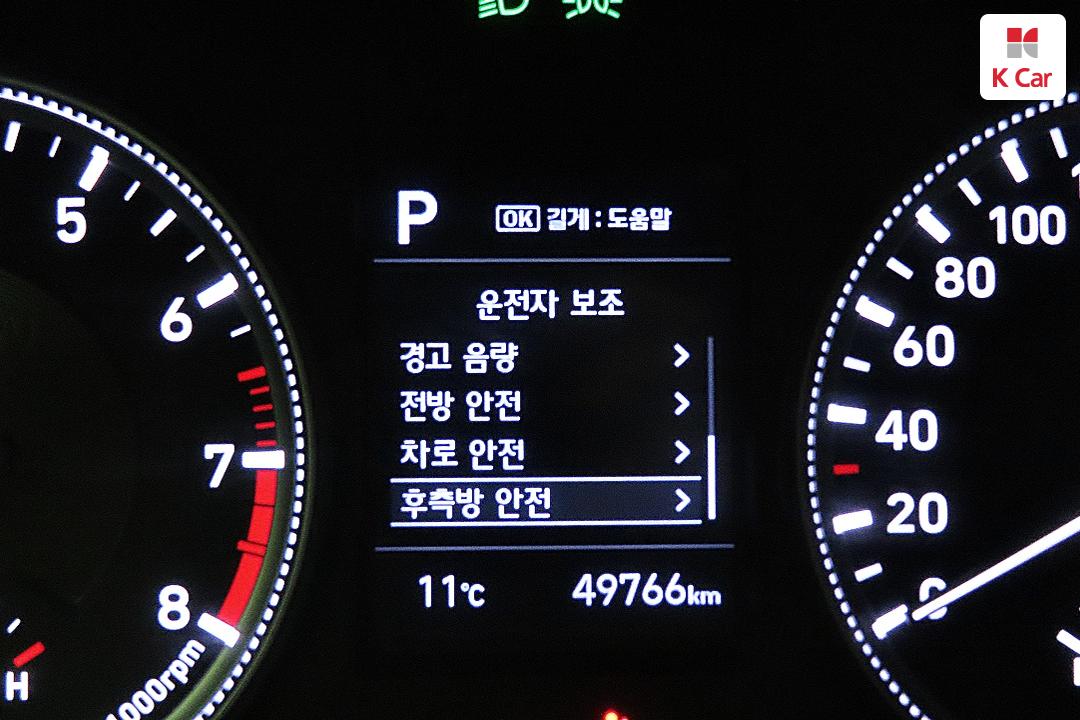 K Car
P
OK 길게 : 도움말
운전자 보조
경고 음량
전방 안전
차로 안전
후측방 안전
11℃
49766km
5
6
7
8
1000rpm
H
100
80
60
40
20
0